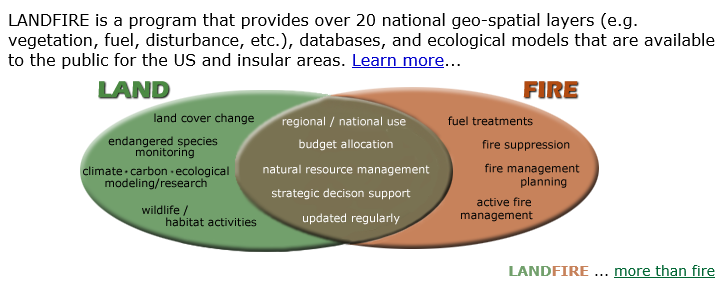 LANDFIRE is a program that provides over 20 national geo-spatial layers (e.g.
vegetation, fuel, disturbance, etc.), databases, and ecological models that are available
to the public for the US and insular areas. Learn more...
LAND
FIRE
land cover change
endangered species
monitoring
climate • carbon • ecological
modeling/research
wildlife /
habitat activities
regional / national use
budget allocation
natural resource management
strategic decison support
updated regularly
fuel treatments
fire suppression
fire management
planning
active fire
management
LANDFIRE ... more than fire